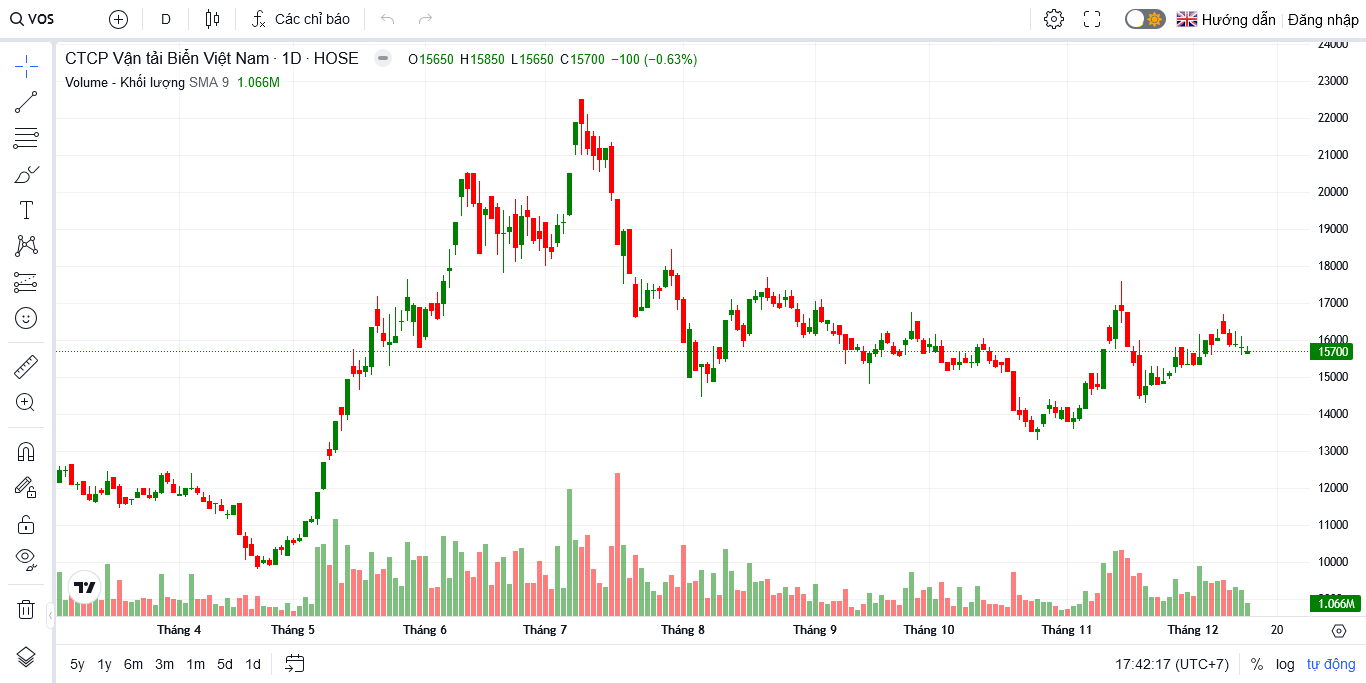 VOS D Các chỉ báo Hướng dẫn Đăng nhập
CTCP Vận tải Biển Việt Nam · 1D · HOSE O15650 H15850 L15650 C15700 −100 (−0.63%)
Volume - Khối lượng SMA 9 1.066M
24000
23000
22000
21000
20000
19000
18000
17000
16000
15700
15000
14000
13000
12000
11000
10000
1.066M
Tháng 4 Tháng 5 Tháng 6 Tháng 7 Tháng 8 Tháng 9 Tháng 10 Tháng 11 Tháng 12 20
5y 1y 6m 3m 1m 5d 1d 17:42:17 (UTC+7) % log tự động